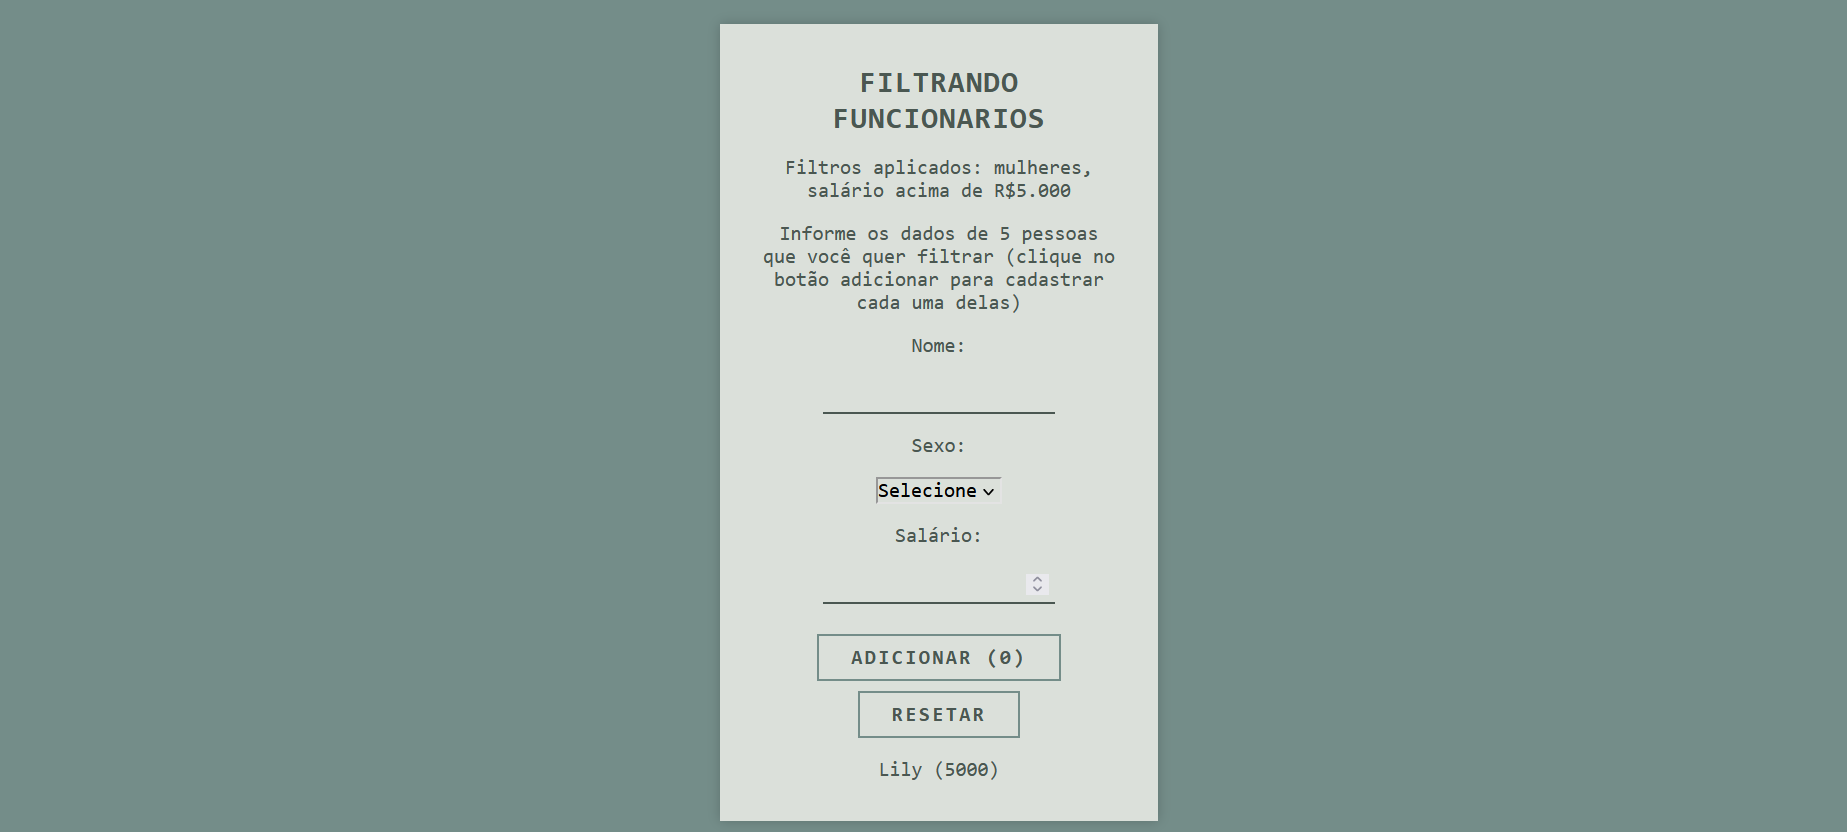 FILTRANDO
FUNCIONARIOS
Filtros aplicados: mulheres,
salário acima de R$5.000
Informe os dados de 5 pessoas
que você quer filtrar (clique no
botão adicionar para cadastrar
cada uma delas)
Nome:
Sexo:
Selecione
Salário:
ADICIONAR (0)
RESETAR
Lily (5000)